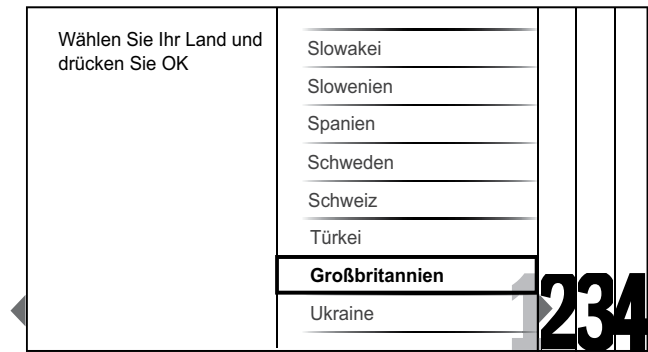 Wählen Sie Ihr Land und
drücken Sie OK
Slowakei
Slowenien
Spanien
Schweden
Schweiz
Türkei
Großbritannien
Ukraine
1234